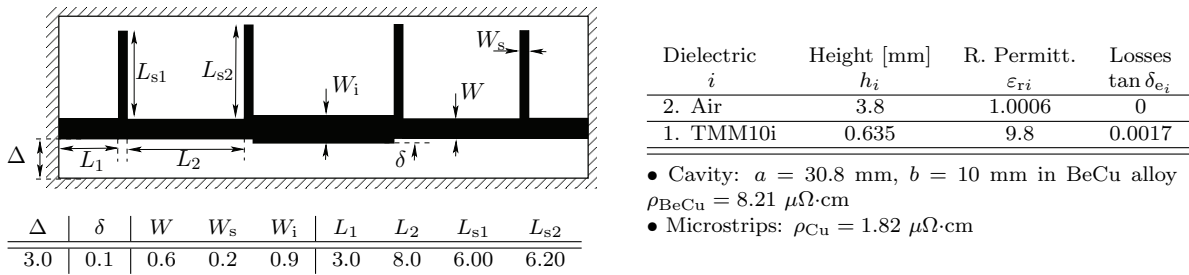 L_s1
L_s2
W_i
W
W_s
Δ
L_1
L_2
δ
Δ δ W W_s W_i L_1 L_2 L_s1 L_s2
3.0 0.1 0.6 0.2 0.9 3.0 8.0 6.00 6.20
Dielectric Height [mm] R. Permitt. Losses
i h_i ε_ri tan δ_e_i
2. Air 3.8 1.0006 0
1. TMM10i 0.635 9.8 0.0017
• Cavity: a = 30.8 mm, b = 10 mm in BeCu alloy
ρ_BeCu = 8.21 μΩ·cm
• Microstrips: ρ_Cu = 1.82 μΩ·cm